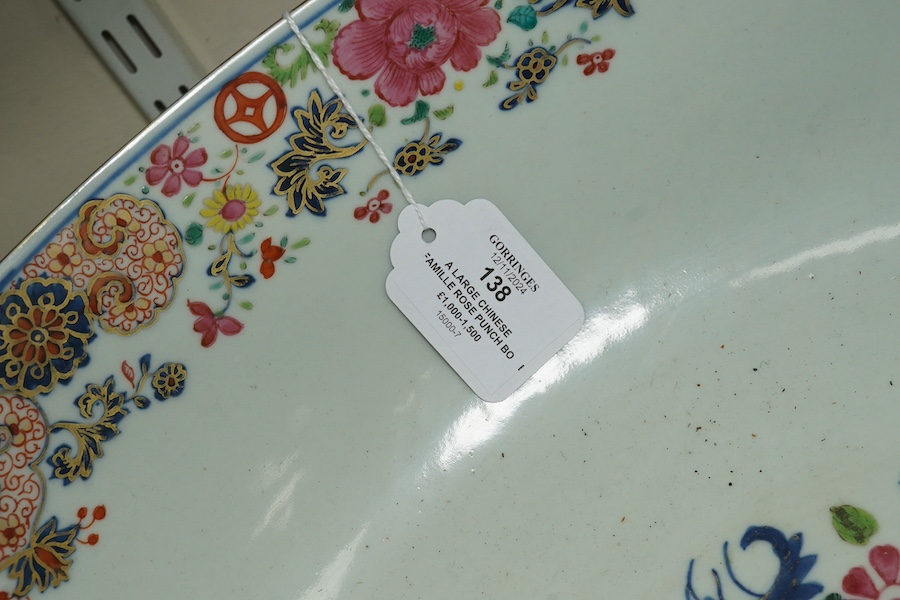 GORRINGES
12/11/2024
138
A LARGE CHINESE
FAMILLE ROSE PUNCH BO
£1,000-1,500
15000-7